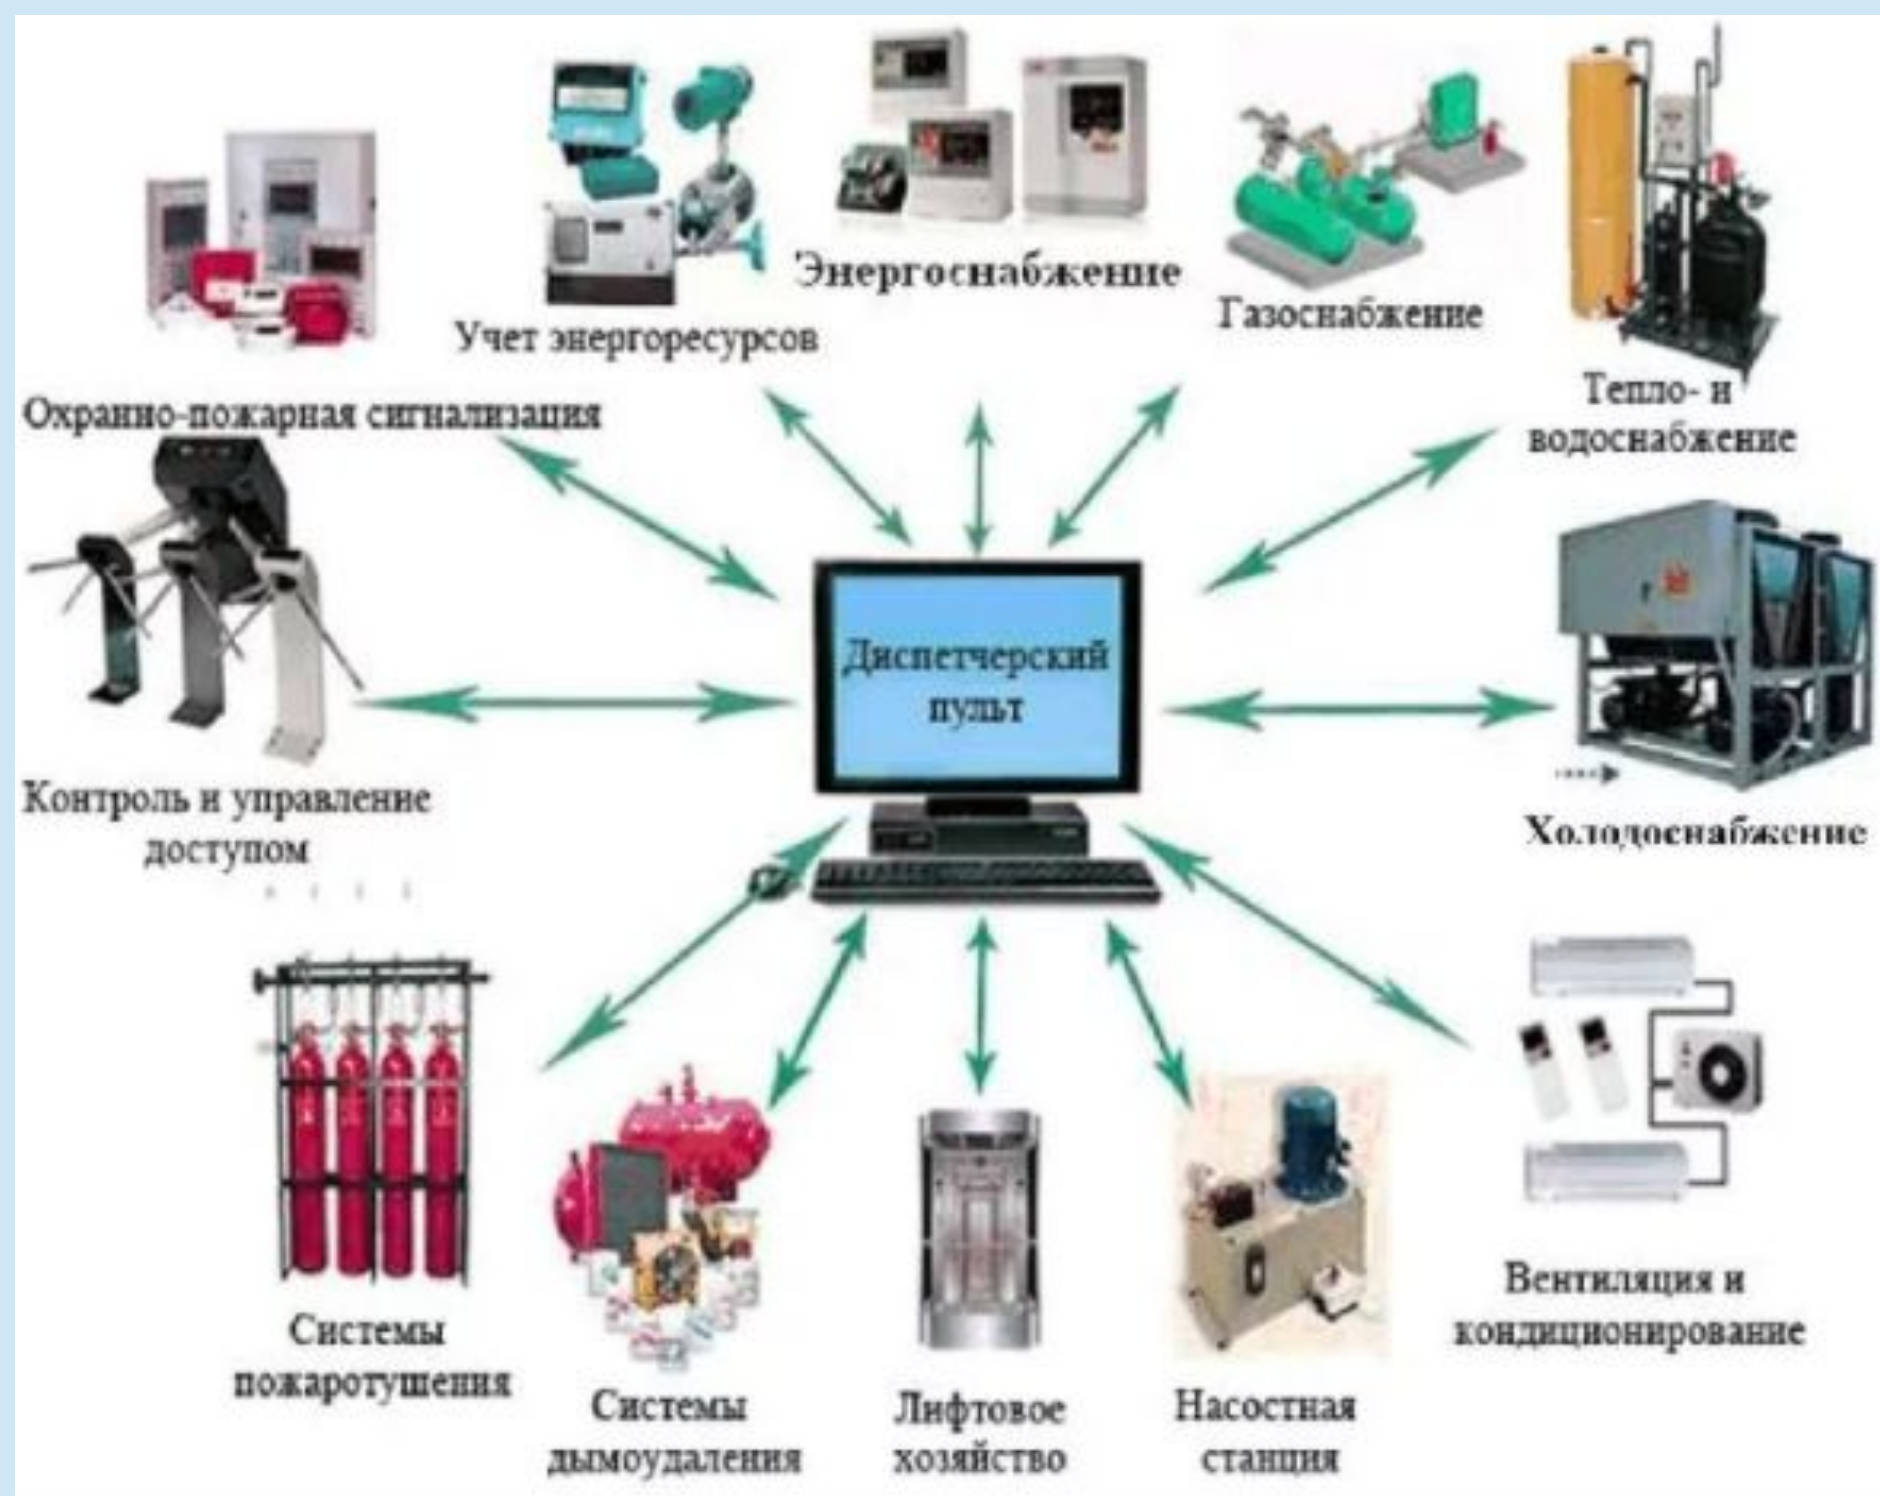 Энергоснабжение
Газоснабжение
Учет энергоресурсов
Тепло- и
водоснабжение
Охранно-пожарная сигнализация
Диспетчерский
пульт
Контроль и управление
доступом
Холодоснабжение
Системы
пожаротушения
Системы
дымоудаления
Лифтовое
хозяйство
Насостная
станция
Вентиляция и
кондиционирование